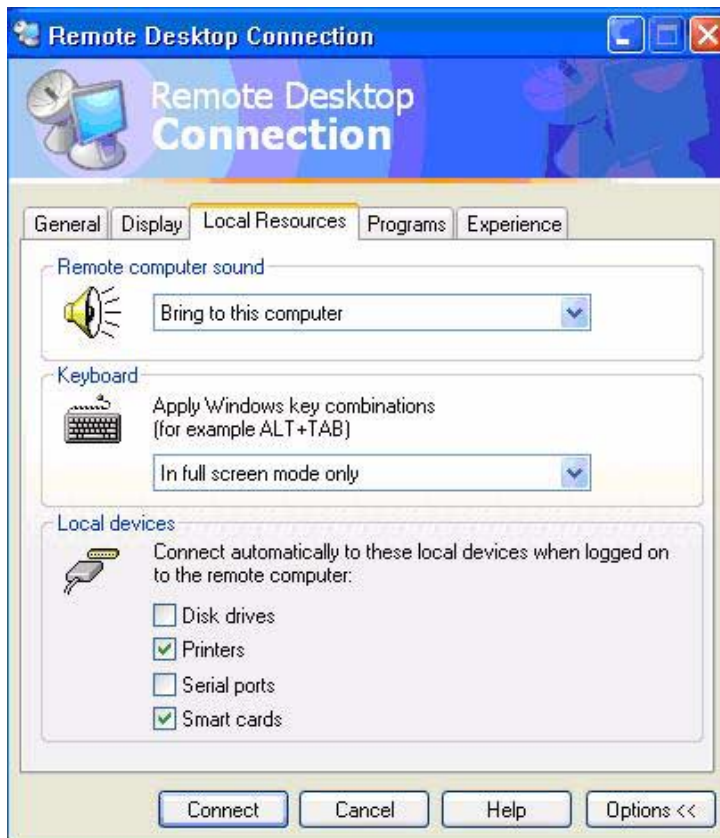 Remote Desktop Connection
Remote Desktop
Connection
General Display Local Resources Programs Experience
Remote computer sound
Bring to this computer
Keyboard
Apply Windows key combinations
(for example ALT+TAB)
In full screen mode only
Local devices
Connect automatically to these local devices when logged on
to the remote computer:
Disk drives
Printers
Serial ports
Smart cards
Connect Cancel Help Options <<